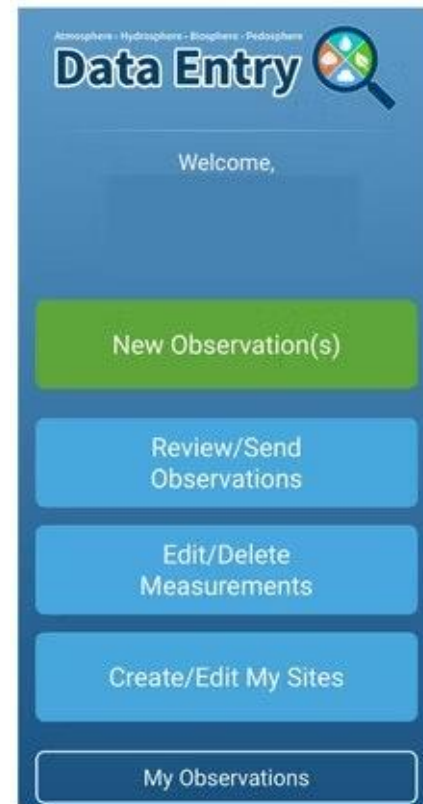 Atmosphere - Hydrosphere - Biosphere - Pedosphere
Data Entry
Welcome,
New Observation(s)
Review/Send
Observations
Edit/Delete
Measurements
Create/Edit My Sites
My Observations